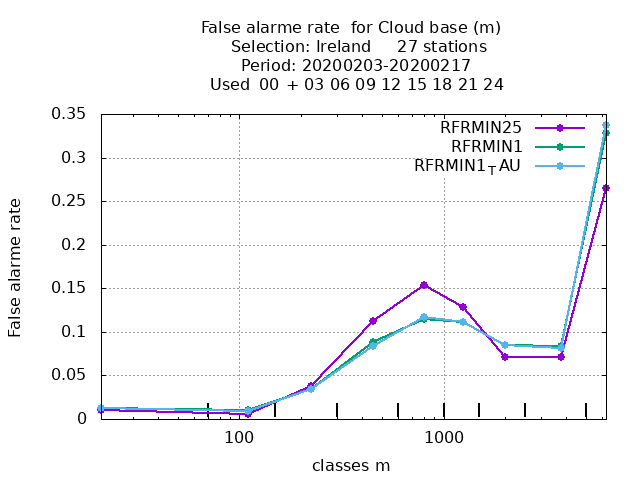 False alarme rate  for Cloud base (m)
Selection: Ireland     27 stations
Period: 20200203-20200217
Used  00 + 03 06 09 12 15 18 21 24
0.35
0.3
0.25
0.2
0.15
0.1
0.05
0
False alarme rate
RFRMIN25
RFRMIN1
RFRMIN1TAU
100
1000
classes m